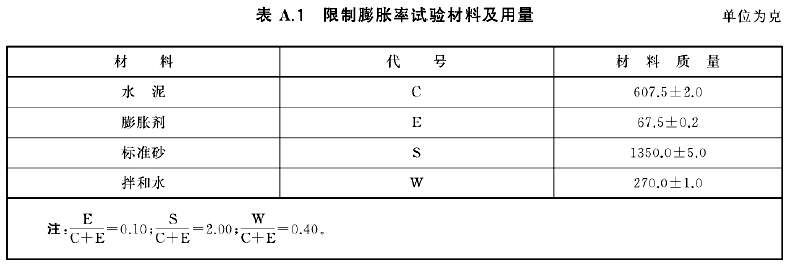 表 A.1 限制膨胀率试验材料及用量 单位为克
材 料 代 号 材 料 质 量
水 泥 C 607.5±2.0
膨胀剂 E 67.5±0.2
标准砂 S 1350.0±5.0
拌和水 W 270.0±1.0
注:E/C+E=0.10;S/C+E=2.00;W/C+E=0.40。